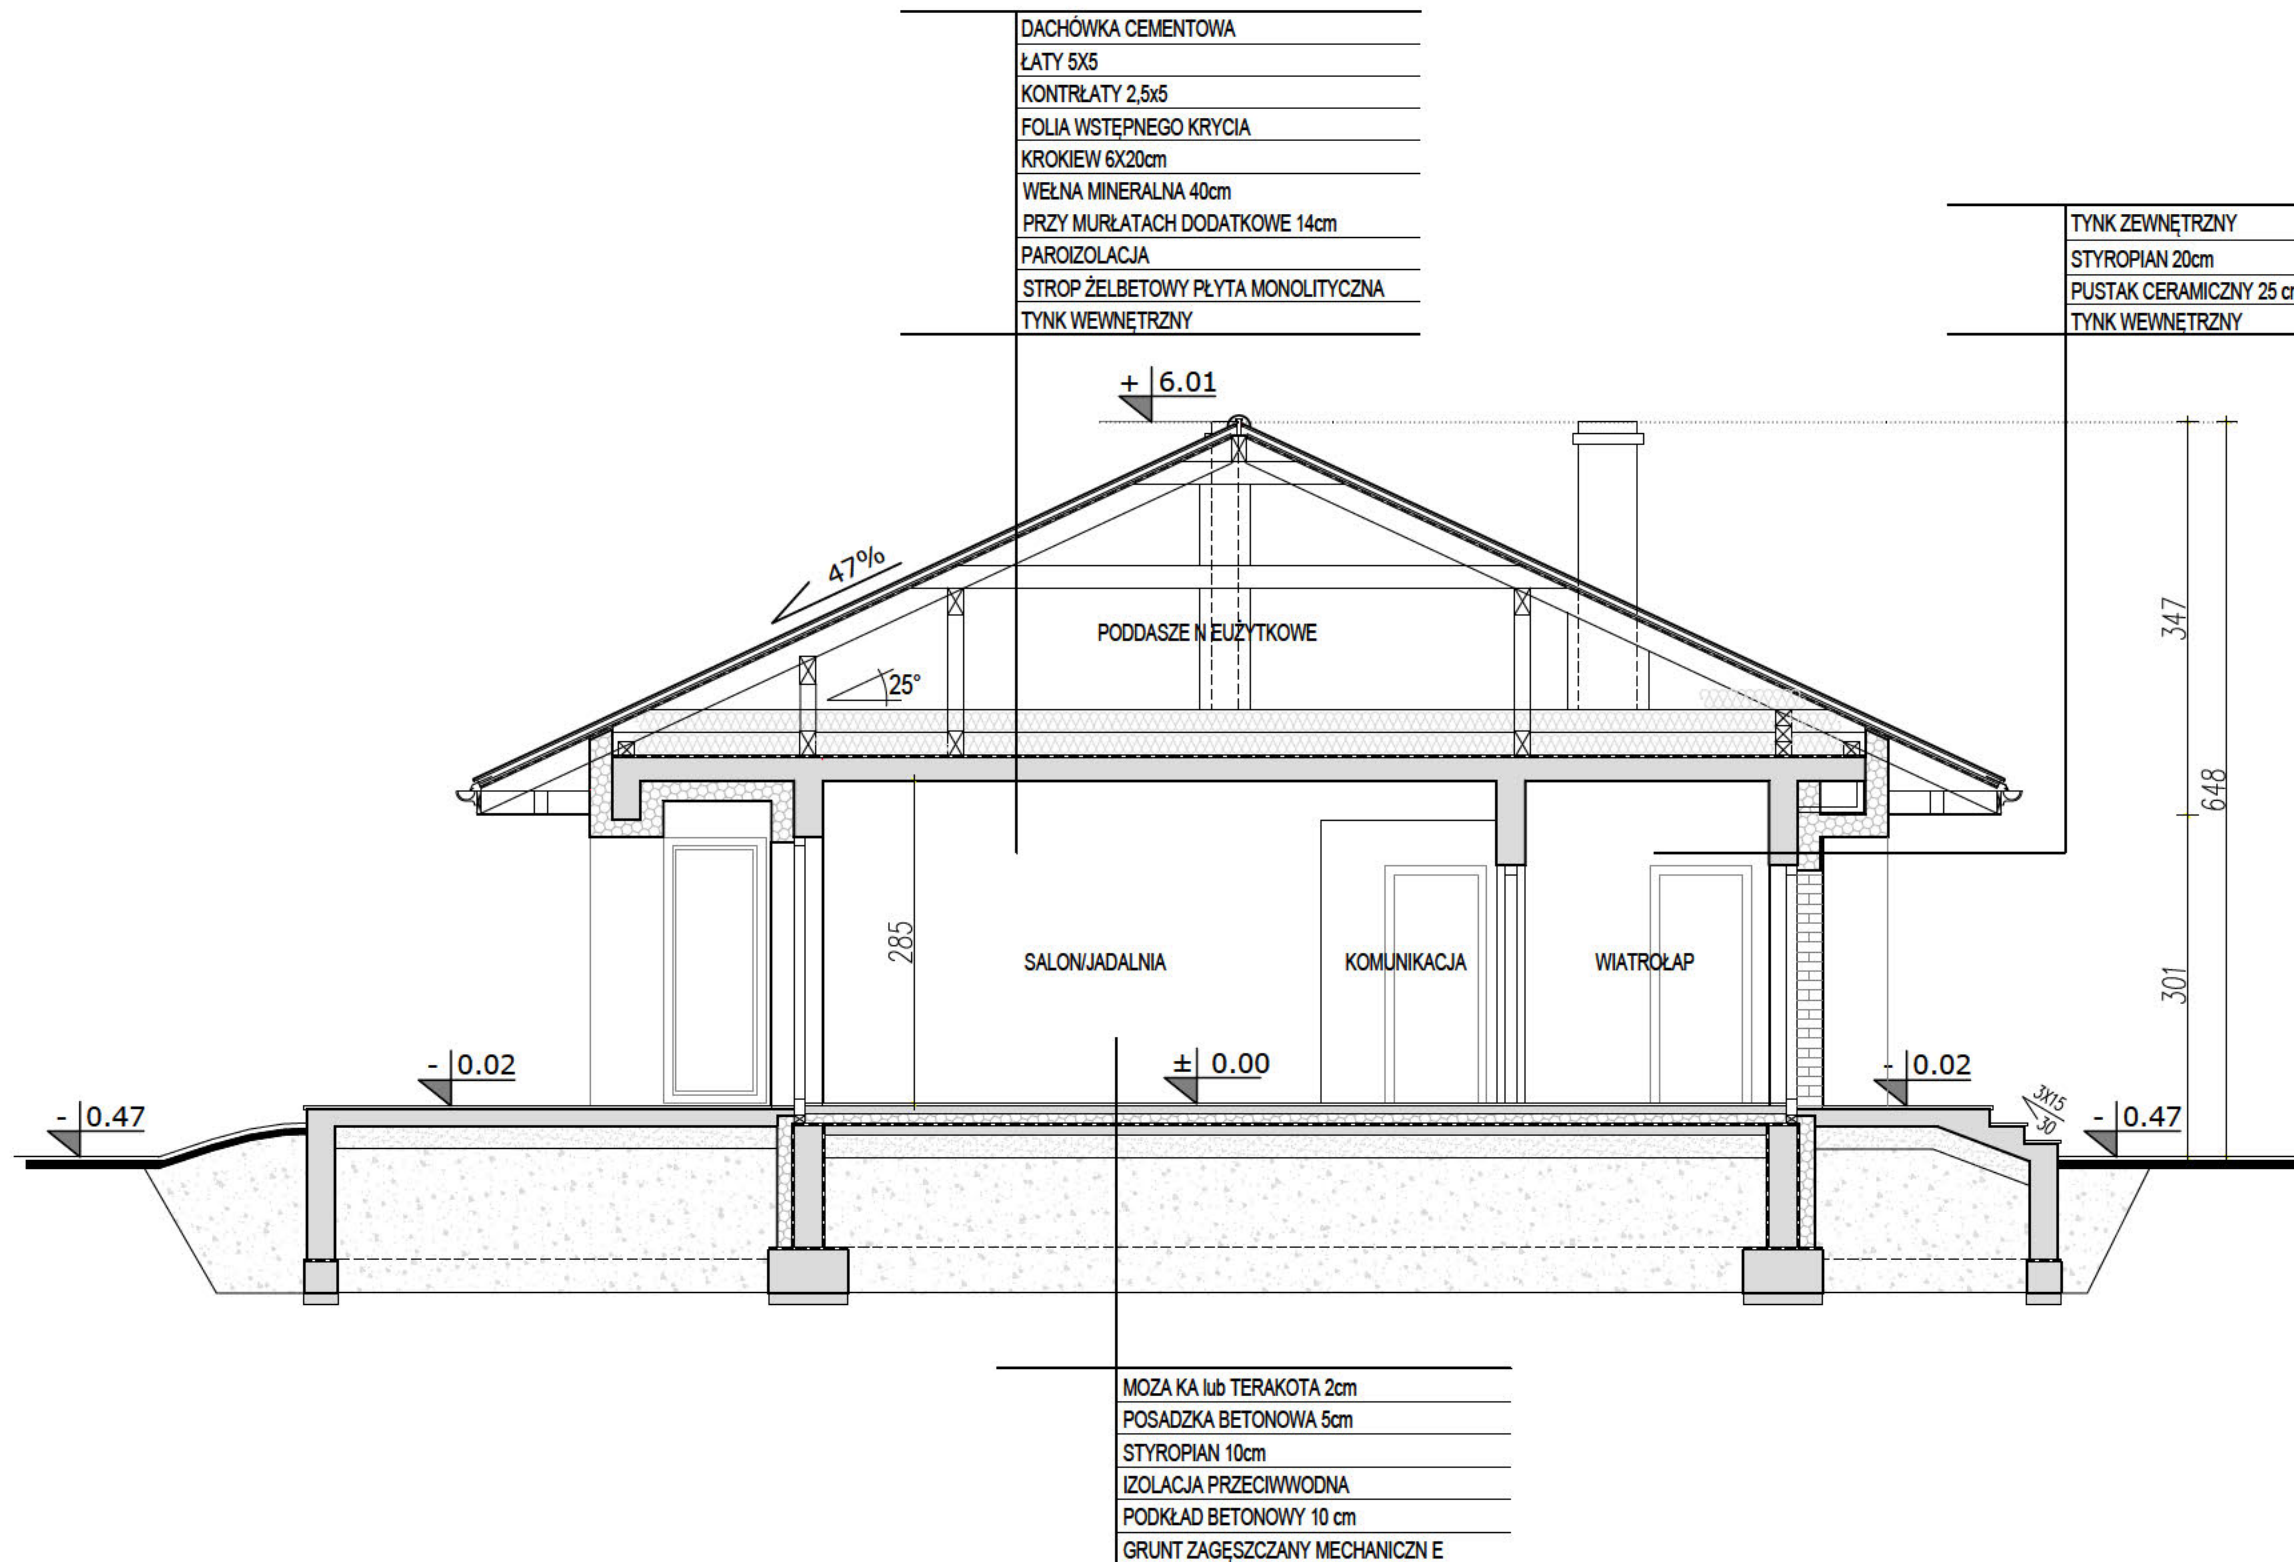 DACHÓWKA CEMENTOWA
ŁATY 5X5
KONTRŁATY 2,5x5
FOLIA WSTĘPNEGO KRYCIA
KROKIEW 6X20cm
WEŁNA MINERALNA 40cm
PRZY MURŁATACH DODATKOWE 14cm
PAROIZOLACJA
STROP ŻELBETOWY PŁYTA MONOLITYCZNA
TYNK WEWNĘTRZNY
TYNK ZEWNĘTRZNY
STYROPIAN 20cm
PUSTAK CERAMICZNY 25 cm
TYNK WEWNĘTRZNY
+ 6.01
47%
PODDASZE N EUŻYTKOWE
25°
347
648
285
SALON/JADALNIA
KOMUNIKACJA
WIATROŁAP
301
- 0.02
± 0.00
- 0.02
- 0.47
3X15
30
- 0.47
MOZA KA lub TERAKOTA 2cm
POSADZKA BETONOWA 5cm
STYROPIAN 10cm
IZOLACJA PRZECIWWODNA
PODKŁAD BETONOWY 10 cm
GRUNT ZAGĘSZCZANY MECHANICZN E